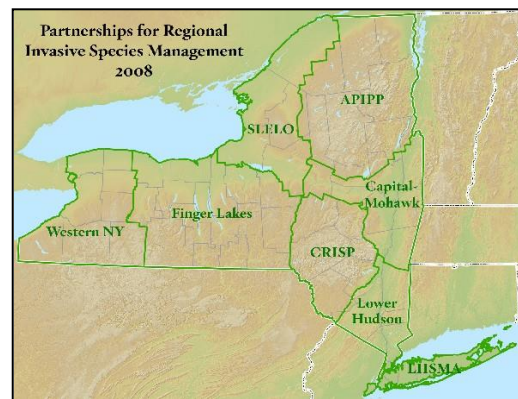 Partnerships for Regional
Invasive Species Management
2008
APIPP
SLELO
Capital-
Mohawk
Finger Lakes
Western NY
CRISP
Lower
Hudson
LIISMA